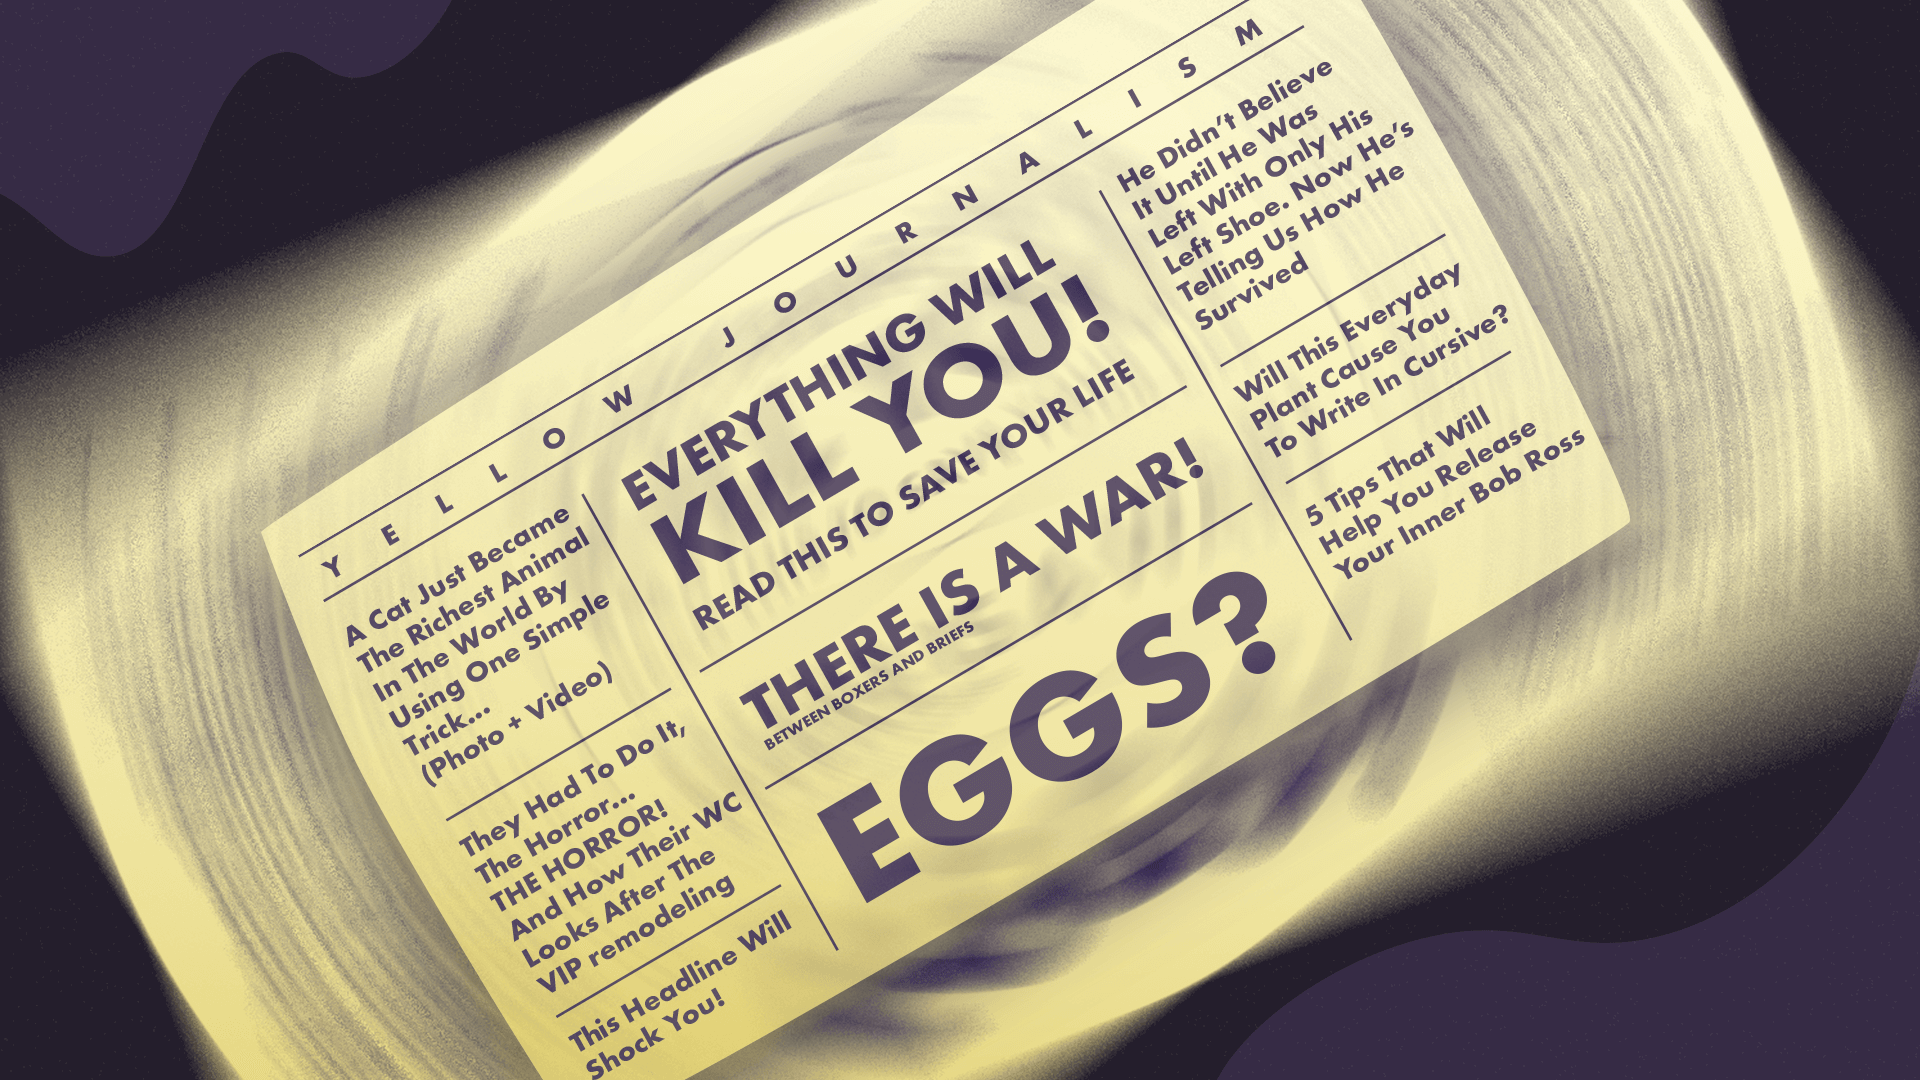 YELLOW JOURNALISM
A Cat Just Became
The Richest Animal
In The World By
Using One Simple
Trick...
(Photo + Video)
They Had To Do It,
The Horror...
THE HORROR!
And How Their WC
Looks After The
VIP remodeling
This Headline Will
Shock You!
EVERYTHING WILL
KILL YOU!
READ THIS TO SAVE YOUR LIFE
THERE IS A WAR!
BETWEEN BOXERS AND BRIEFS
EGGS?
He Didn't Believe
It Until He Was
Left With Only His
Left Shoe. Now He's
Telling Us How He
Survived
Will This Everyday
Plant Cause You
To Write In Cursive?
5 Tips That Will
Help You Release
Your Inner Bob Ross